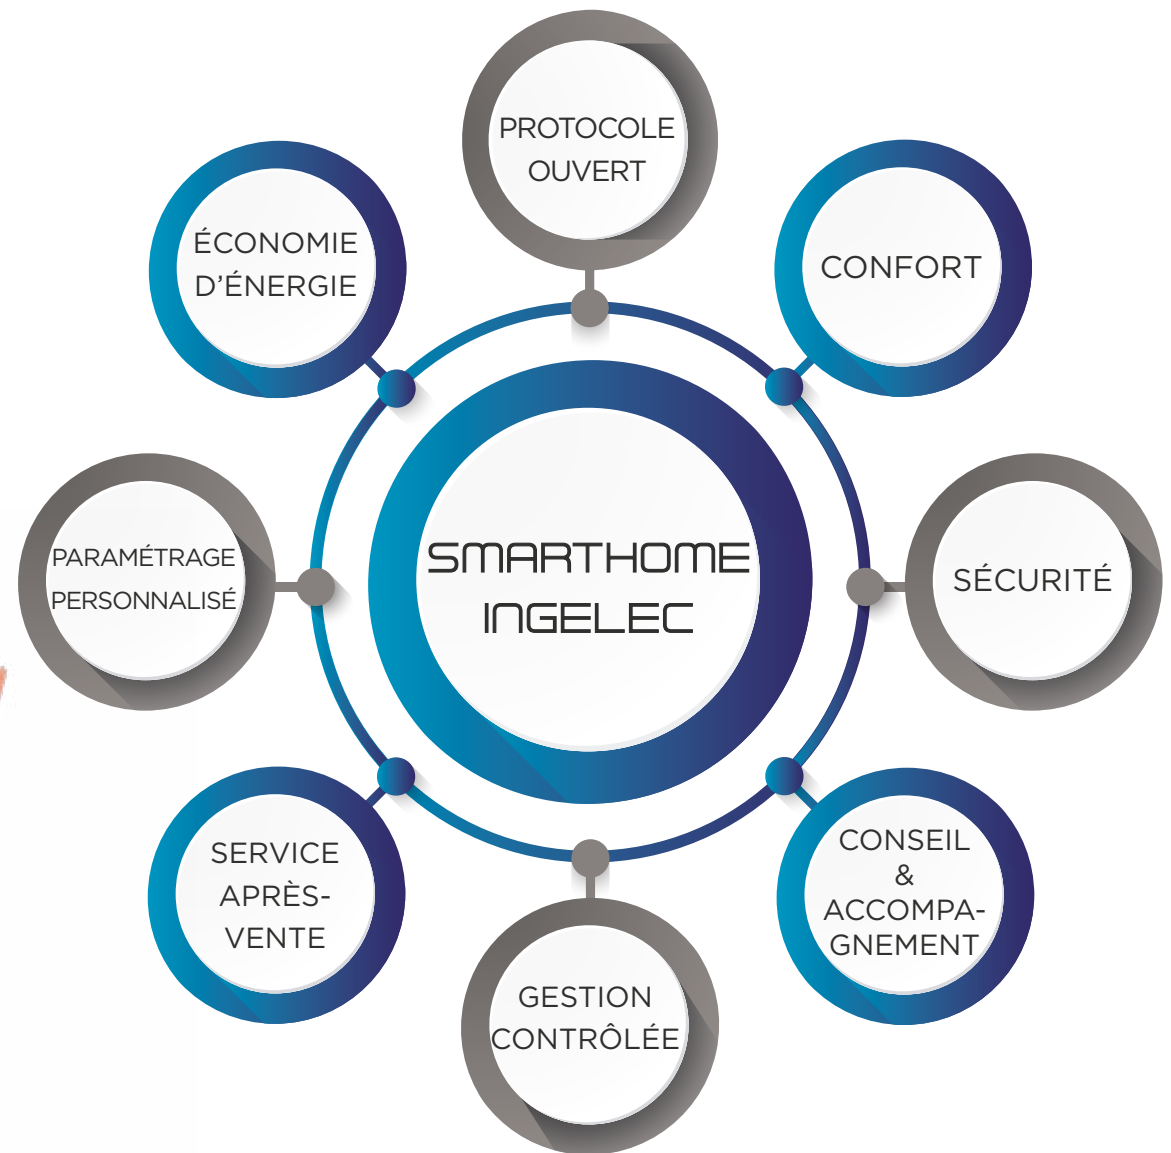 PROTOCOLE
OUVERT
CONFORT
SÉCURITÉ
CONSEIL
&
ACCOMPA-
GNEMENT
GESTION
CONTRÔLÉE
SERVICE
APRÈS-
VENTE
PARAMÉTRAGE
PERSONNALISÉ
ÉCONOMIE
D’ÉNERGIE
SMARTHOME
INGELEC